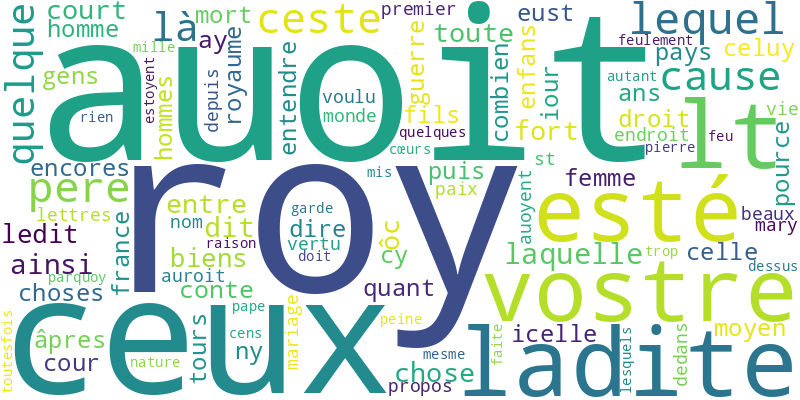 court
mort
premier
eust
lequel
homme
mille
là
ceste
feulement
ay
toute
pays
celuy
auoit
quelque
gens
estoyent
hommes
depuis
royaume
entendre
voulu
monde
guerre
fils
quelques
combien
enfans
iour
cause
autant
ans
lt
vie
rien
cœurs
fort
droit
endroit
feu
pierre
pource
encores
roy
mis
puis
st
femme
pere
paix
auoyent
esté
beaux
mary
lettres
entre
nom
garde
dit
dire
ôc
ledit
france
raison
vertu
laquelle
celle
trop
ainsi
biens
doit
cy
dessus
parquoy
auroit
choses
conte
quant
vostre
ceux
tours
pape
mariage
peine
icelle
moyen
âpres
cens
ny
mesme
faite
lesquels
dedans
cour
nature
chose
ladite
toutesfois
propos